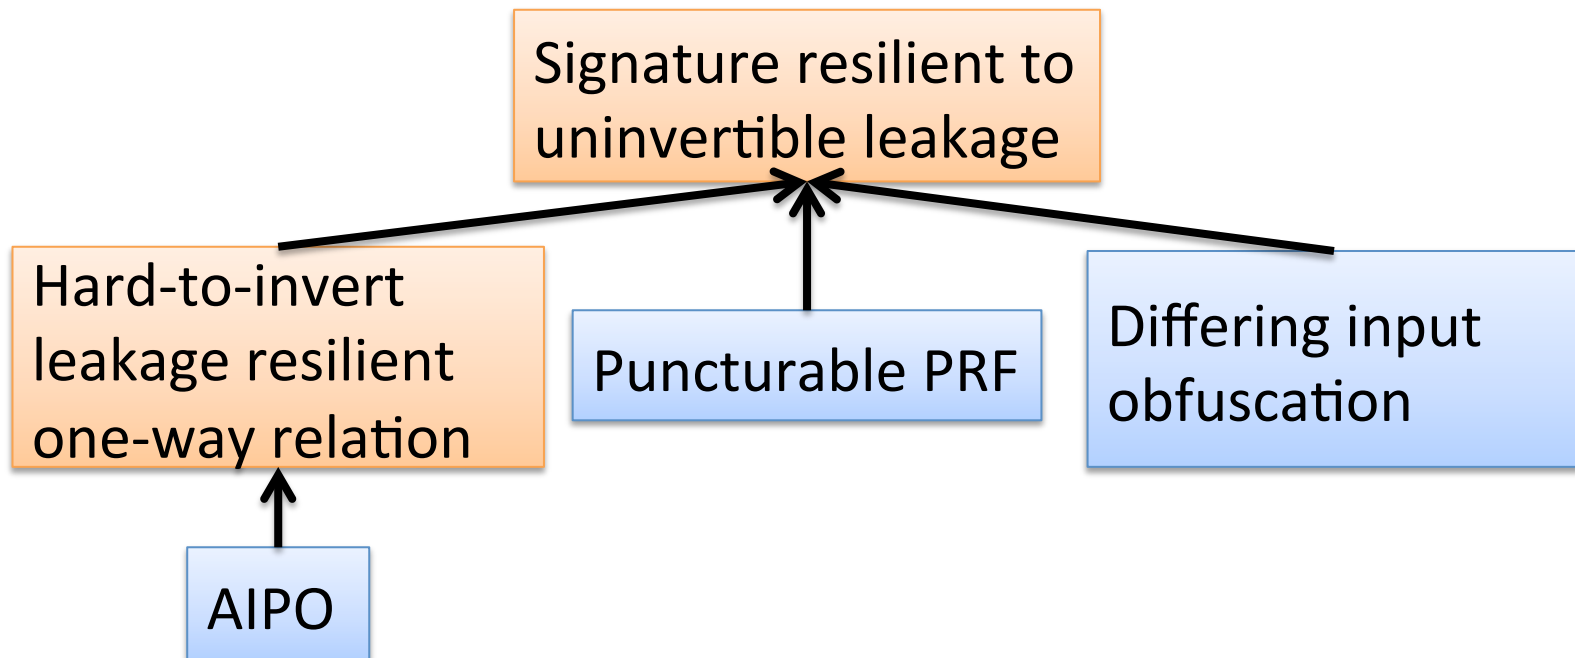 Signature resilient to
uninvertible leakage
Hard-to-invert
leakage resilient
one-way relation
Puncturable PRF
Differing input
obfuscation
AIPO